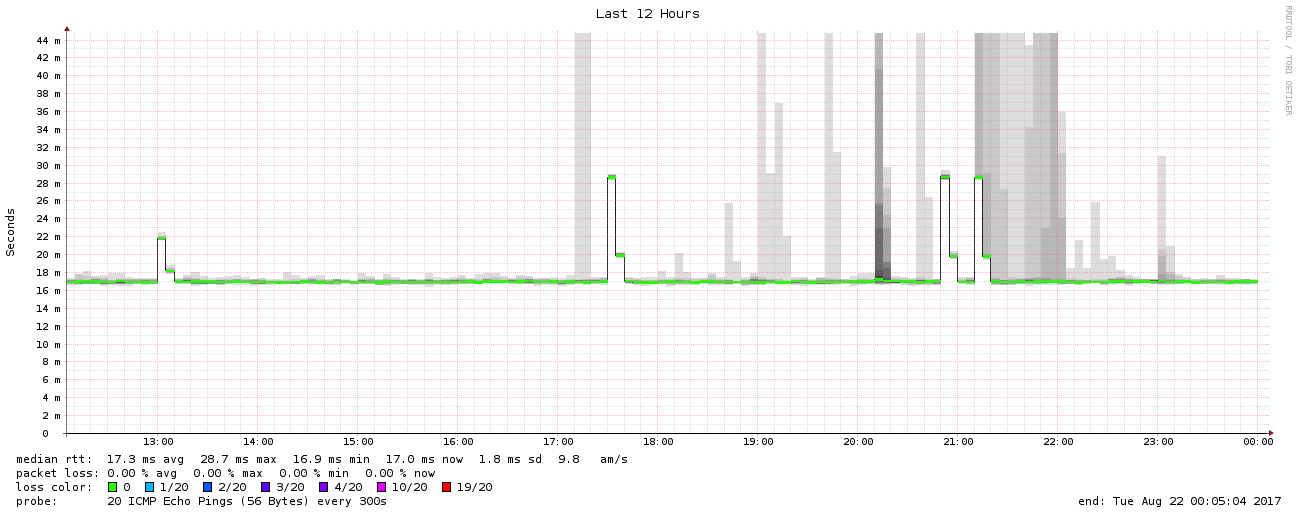 Last 12 Hours
RRDTOOL / TOBI OETIKER
Seconds
44 m
42 m
40 m
38 m
36 m
34 m
32 m
30 m
28 m
26 m
24 m
22 m
20 m
18 m
16 m
14 m
12 m
10 m
8 m
6 m
4 m
2 m
0
13:00 14:00 15:00 16:00 17:00 18:00 19:00 20:00 21:00 22:00 23:00 00:00
median rtt: 17.3 ms avg 28.7 ms max 16.9 ms min 17.0 ms now 1.8 ms sd 9.8 am/s
packet loss: 0.00 % avg 0.00 % max 0.00 % min 0.00 % now
loss color: 0 1/20 2/20 3/20 4/20 10/20 19/20
probe: 20 ICMP Echo Pings (56 Bytes) every 300s end: Tue Aug 22 00:05:04 2017